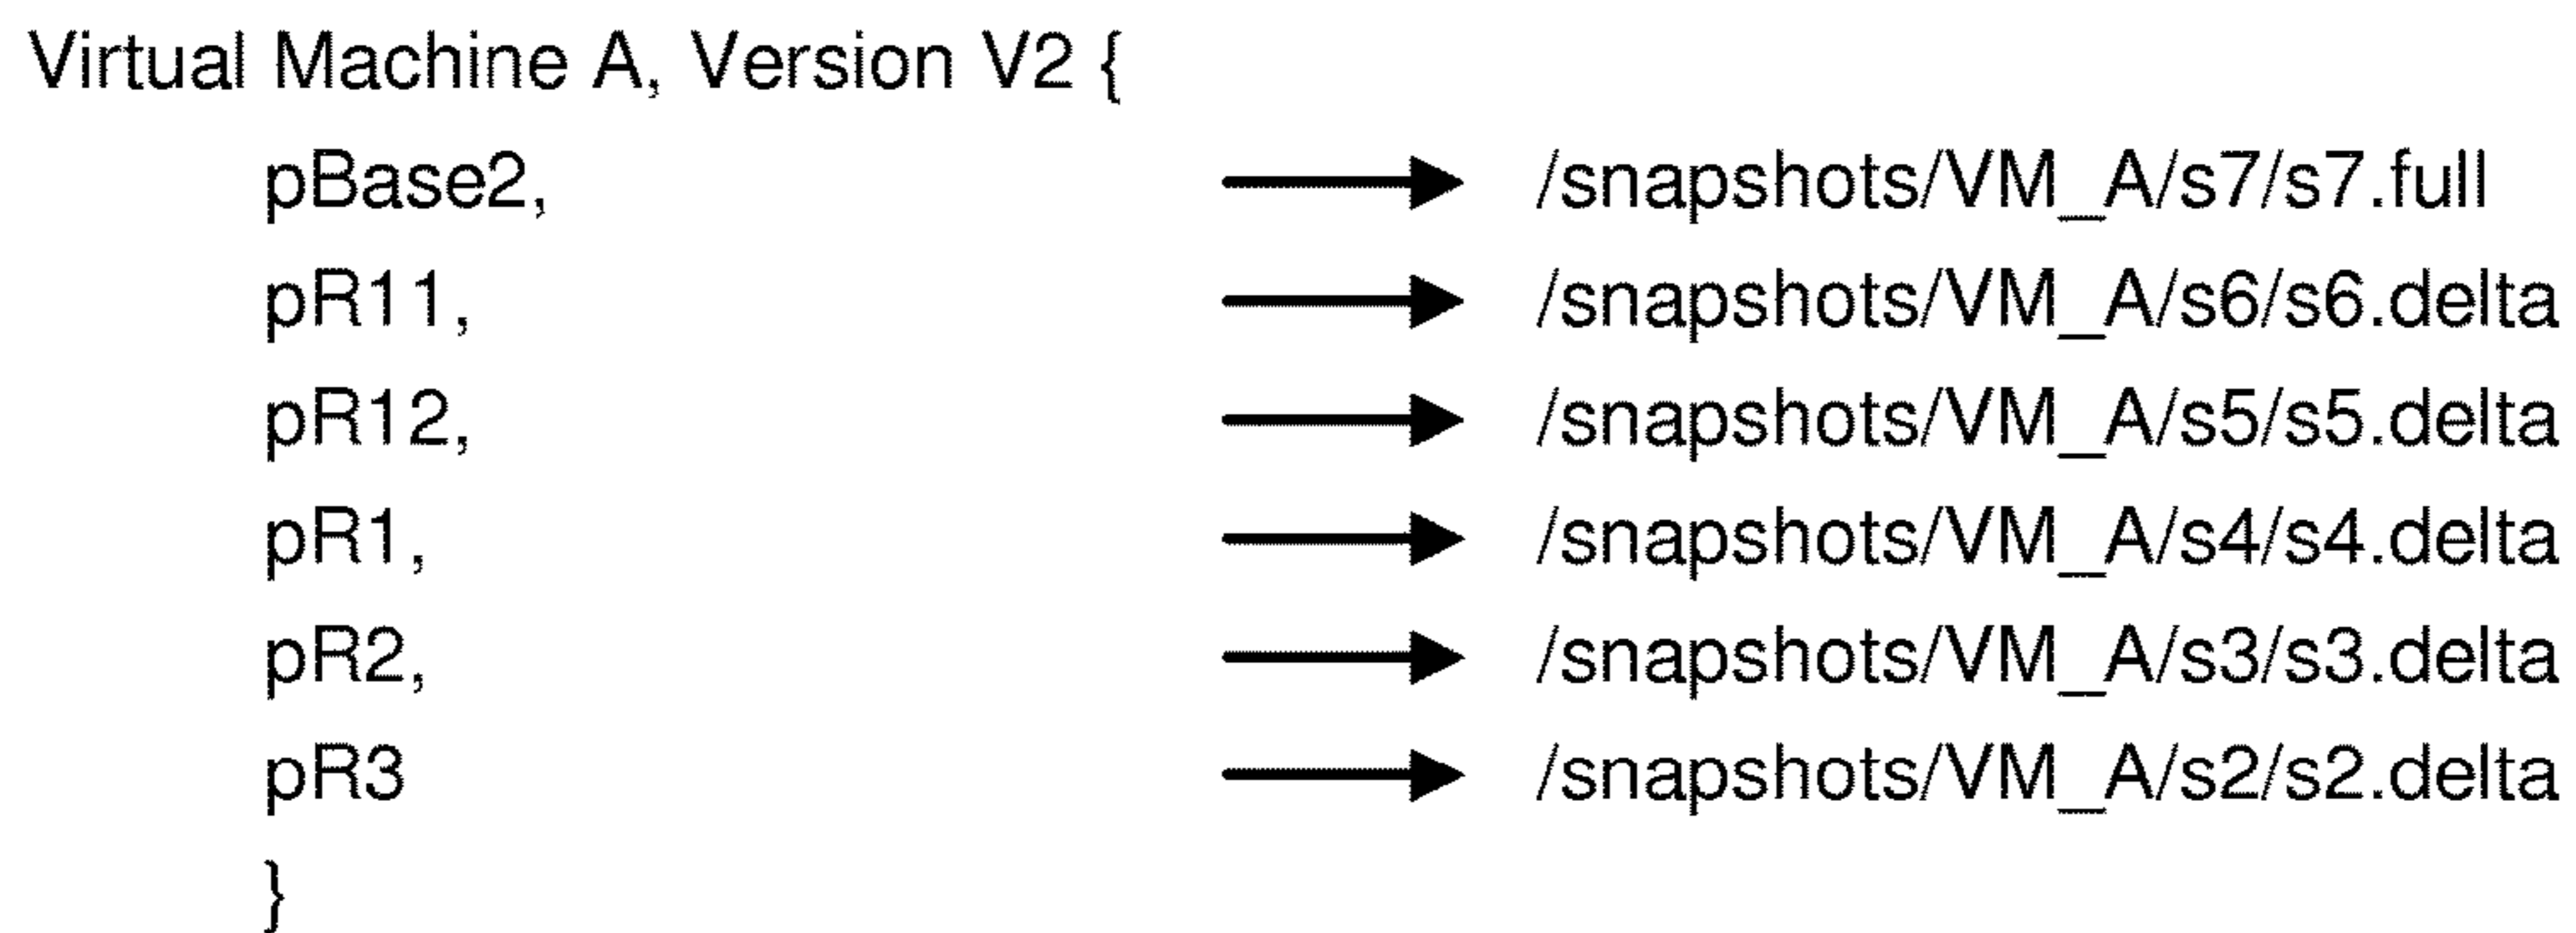 Virtual Machine A, Version V2 {
pBase2, /snapshots/VM_A/s7/s7.full
pR11, /snapshots/VM_A/s6/s6.delta
pR12, /snapshots/VM_A/s5/s5.delta
pR1, /snapshots/VM_A/s4/s4.delta
pR2, /snapshots/VM_A/s3/s3.delta
pR3 /snapshots/VM_A/s2/s2.delta
}